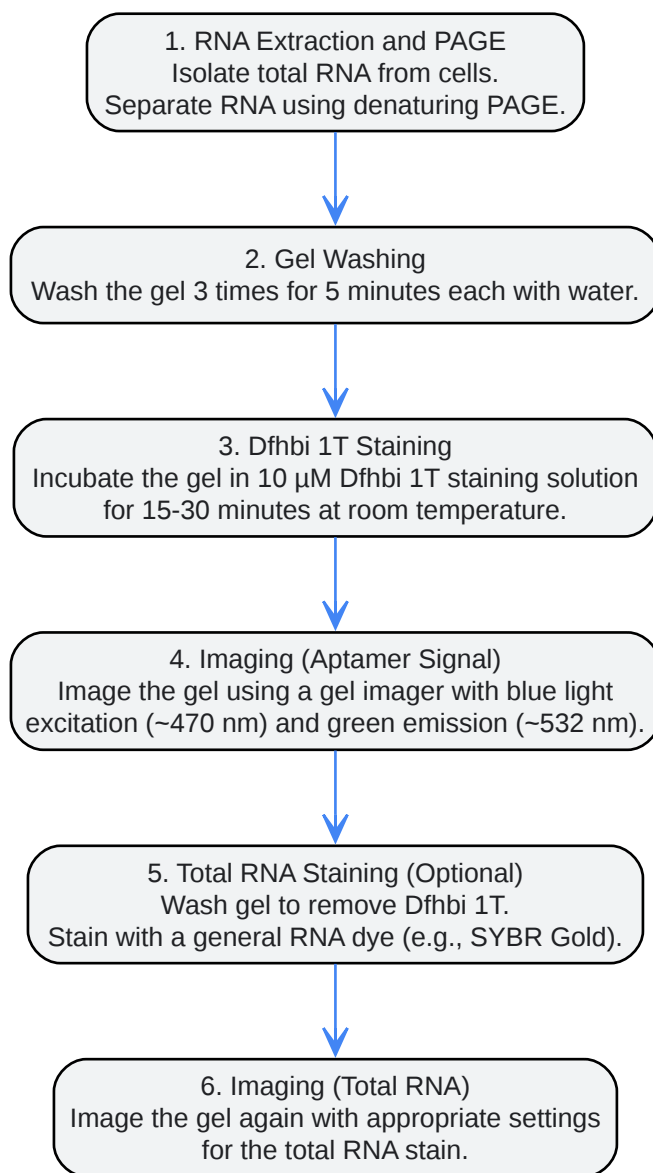 1. RNA Extraction and PAGE
Isolate total RNA from cells.
Separate RNA using denaturing PAGE.
2. Gel Washing
Wash the gel 3 times for 5 minutes each with water.
3. Dfhbi 1T Staining
Incubate the gel in 10 µM Dfhbi 1T staining solution
for 15-30 minutes at room temperature.
4. Imaging (Aptamer Signal)
Image the gel using a gel imager with blue light
excitation (~470 nm) and green emission (~532 nm).
5. Total RNA Staining (Optional)
Wash gel to remove Dfhbi 1T.
Stain with a general RNA dye (e.g., SYBR Gold).
6. Imaging (Total RNA)
Image the gel again with appropriate settings
for the total RNA stain.